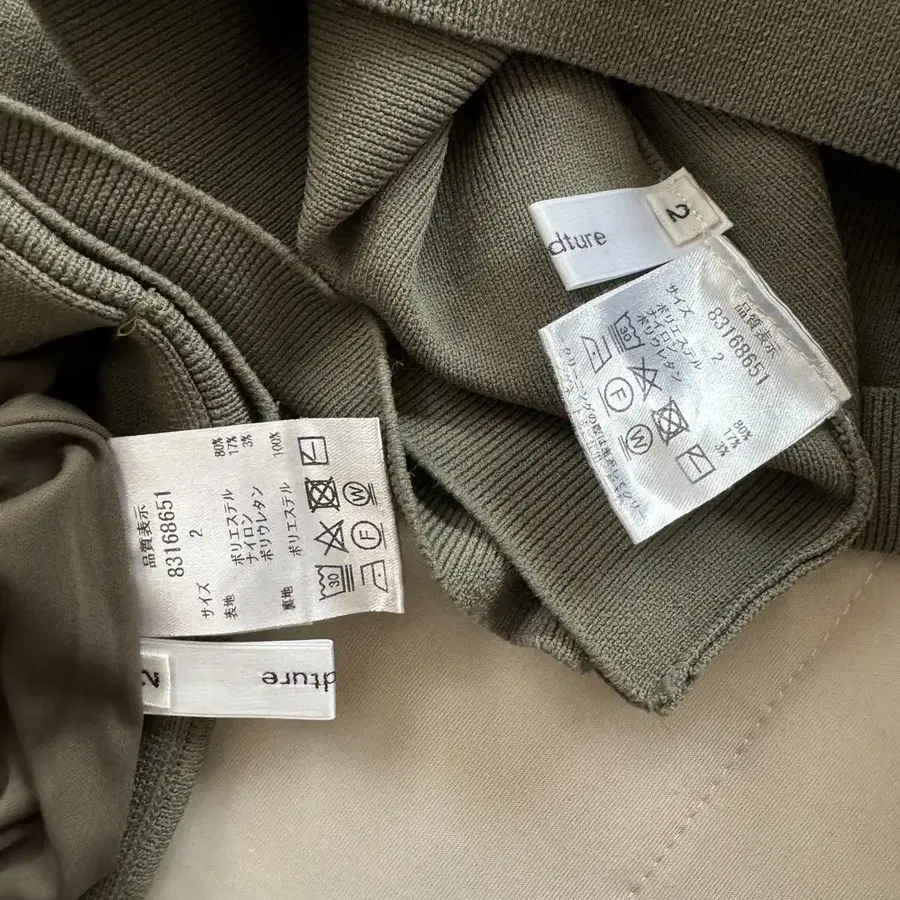 dture
2
品質表示
83168651
サイズ 2
ポリエステル 80%
ナイロン 17%
ポリウレタン 3%
30
F
W
品質表示
83168651
サイズ 2
表地 ポリエステル 80%
ナイロン 17%
ポリウレタン 3%
裏地 ポリエステル 100%
30
F
W
2
dture